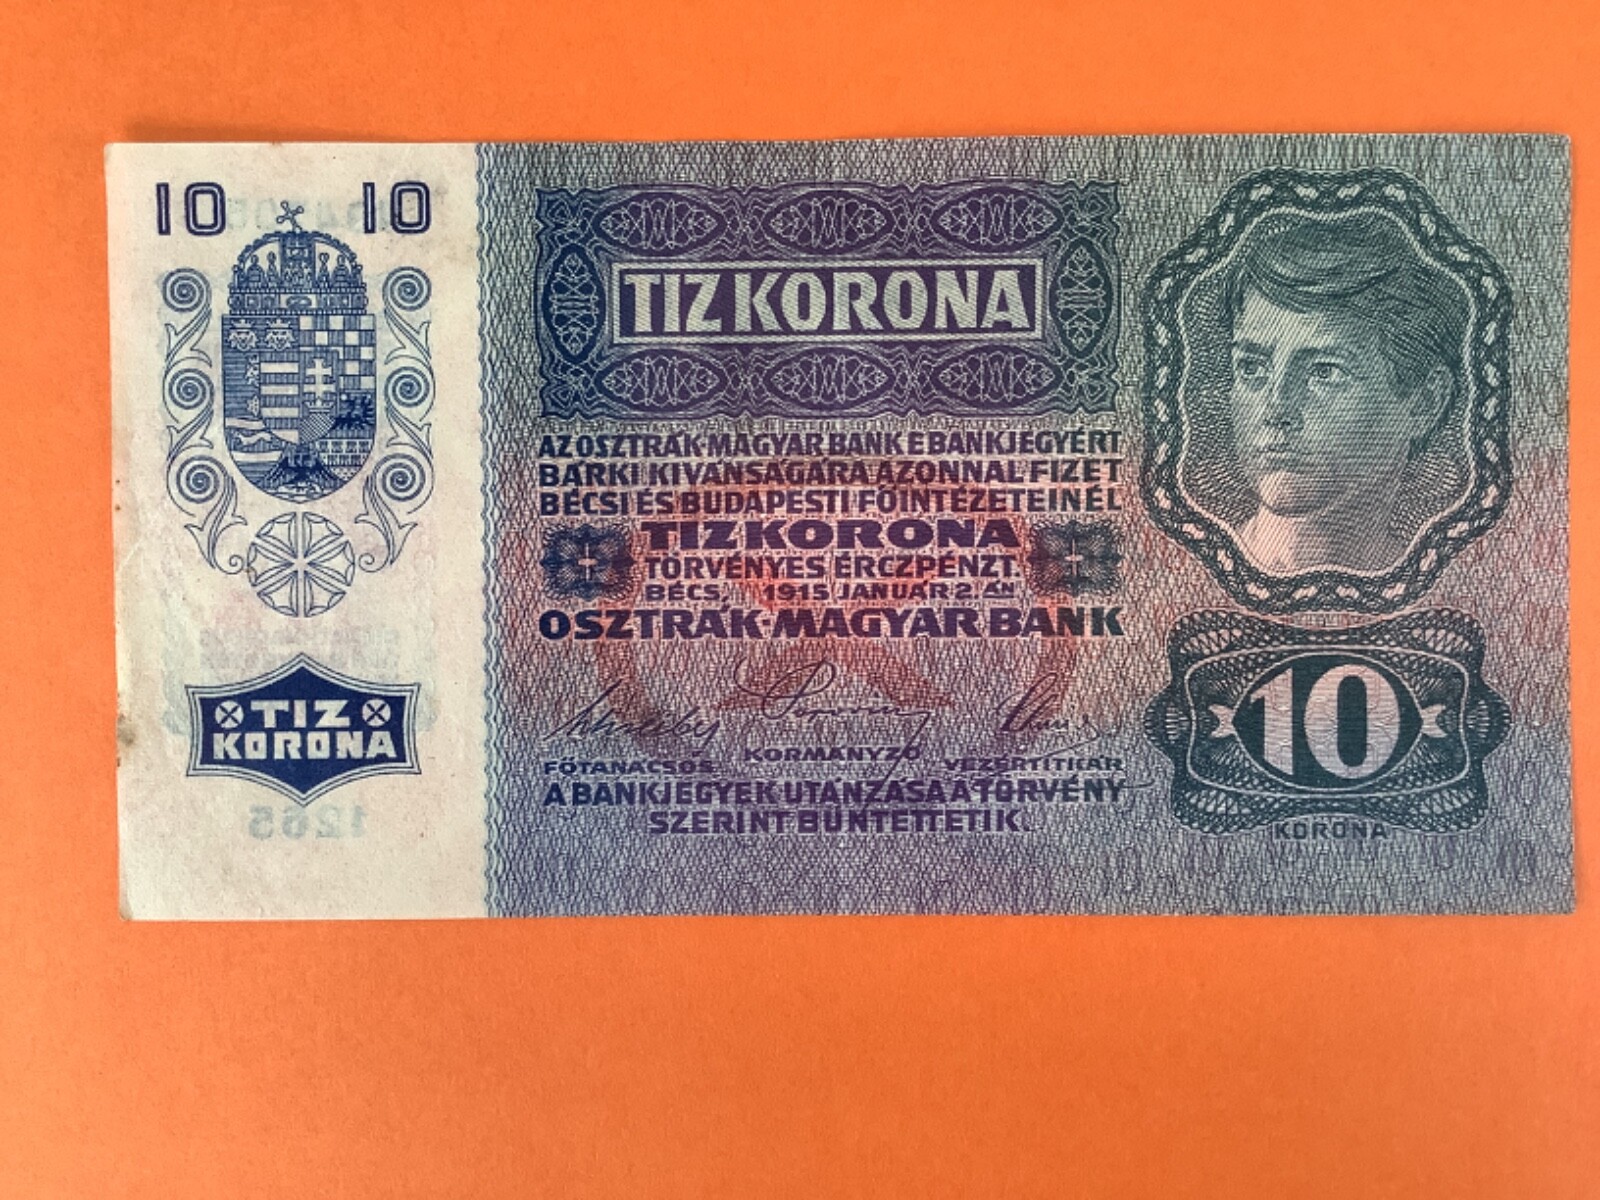 10 10
TIZ
KORONA
TIZ KORONA
AZ OSZTRÁK-MAGYAR BANK E BANKJEGYÉRT
BÁRKI KIVÁNSÁGÁRA AZONNAL FIZET
BÉCSI ÉS BUDAPESTI FŐINTÉZETEINÉL
TIZ KORONA
TÖRVÉNYES ÉRCZPÉNZT.
BÉCS, 1915 JANUÁR 2.ÁN
OSZTRÁK-MAGYAR BANK
FŐTANÁCSOS KORMÁNYZÓ VEZÉRTITKÁR
A BANKJEGYEK UTÁNZÁSA A TÖRVÉNY
SZERINT BÜNTETTETIK.
10
KORONA
1265